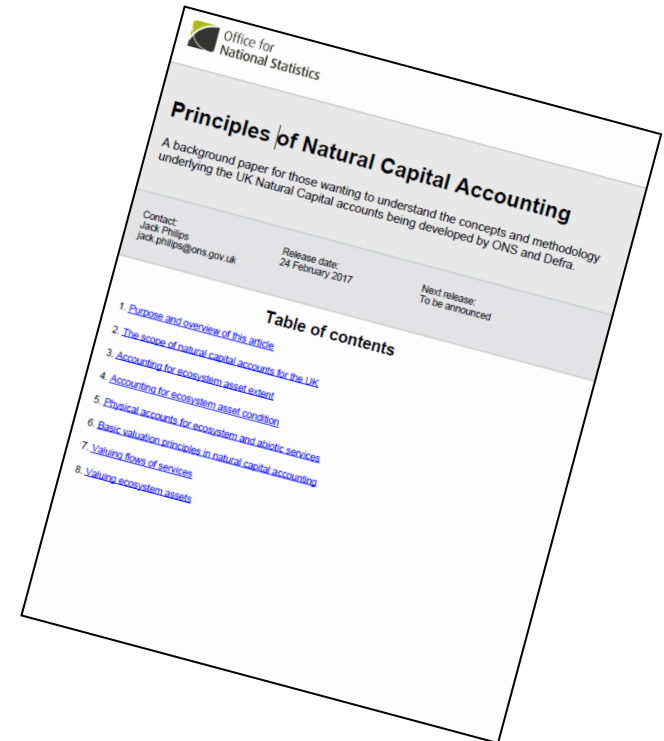 Office for
National Statistics
Principles of Natural Capital Accounting
A background paper for those wanting to understand the concepts and methodology
underlying the UK Natural Capital accounts being developed by ONS and Defra.
Contact:
Jack Philips
jack.philips@ons.gov.uk
Release date:
24 February 2017
Next release:
To be announced
Table of contents
1. Purpose and overview of this article
2. The scope of natural capital accounts for the UK
3. Accounting for ecosystem asset extent
4. Accounting for ecosystem asset condition
5. Physical accounts for ecosystem and abiotic services
6. Basic valuation principles in natural capital accounting
7. Valuing flows of services
8. Valuing ecosystem assets